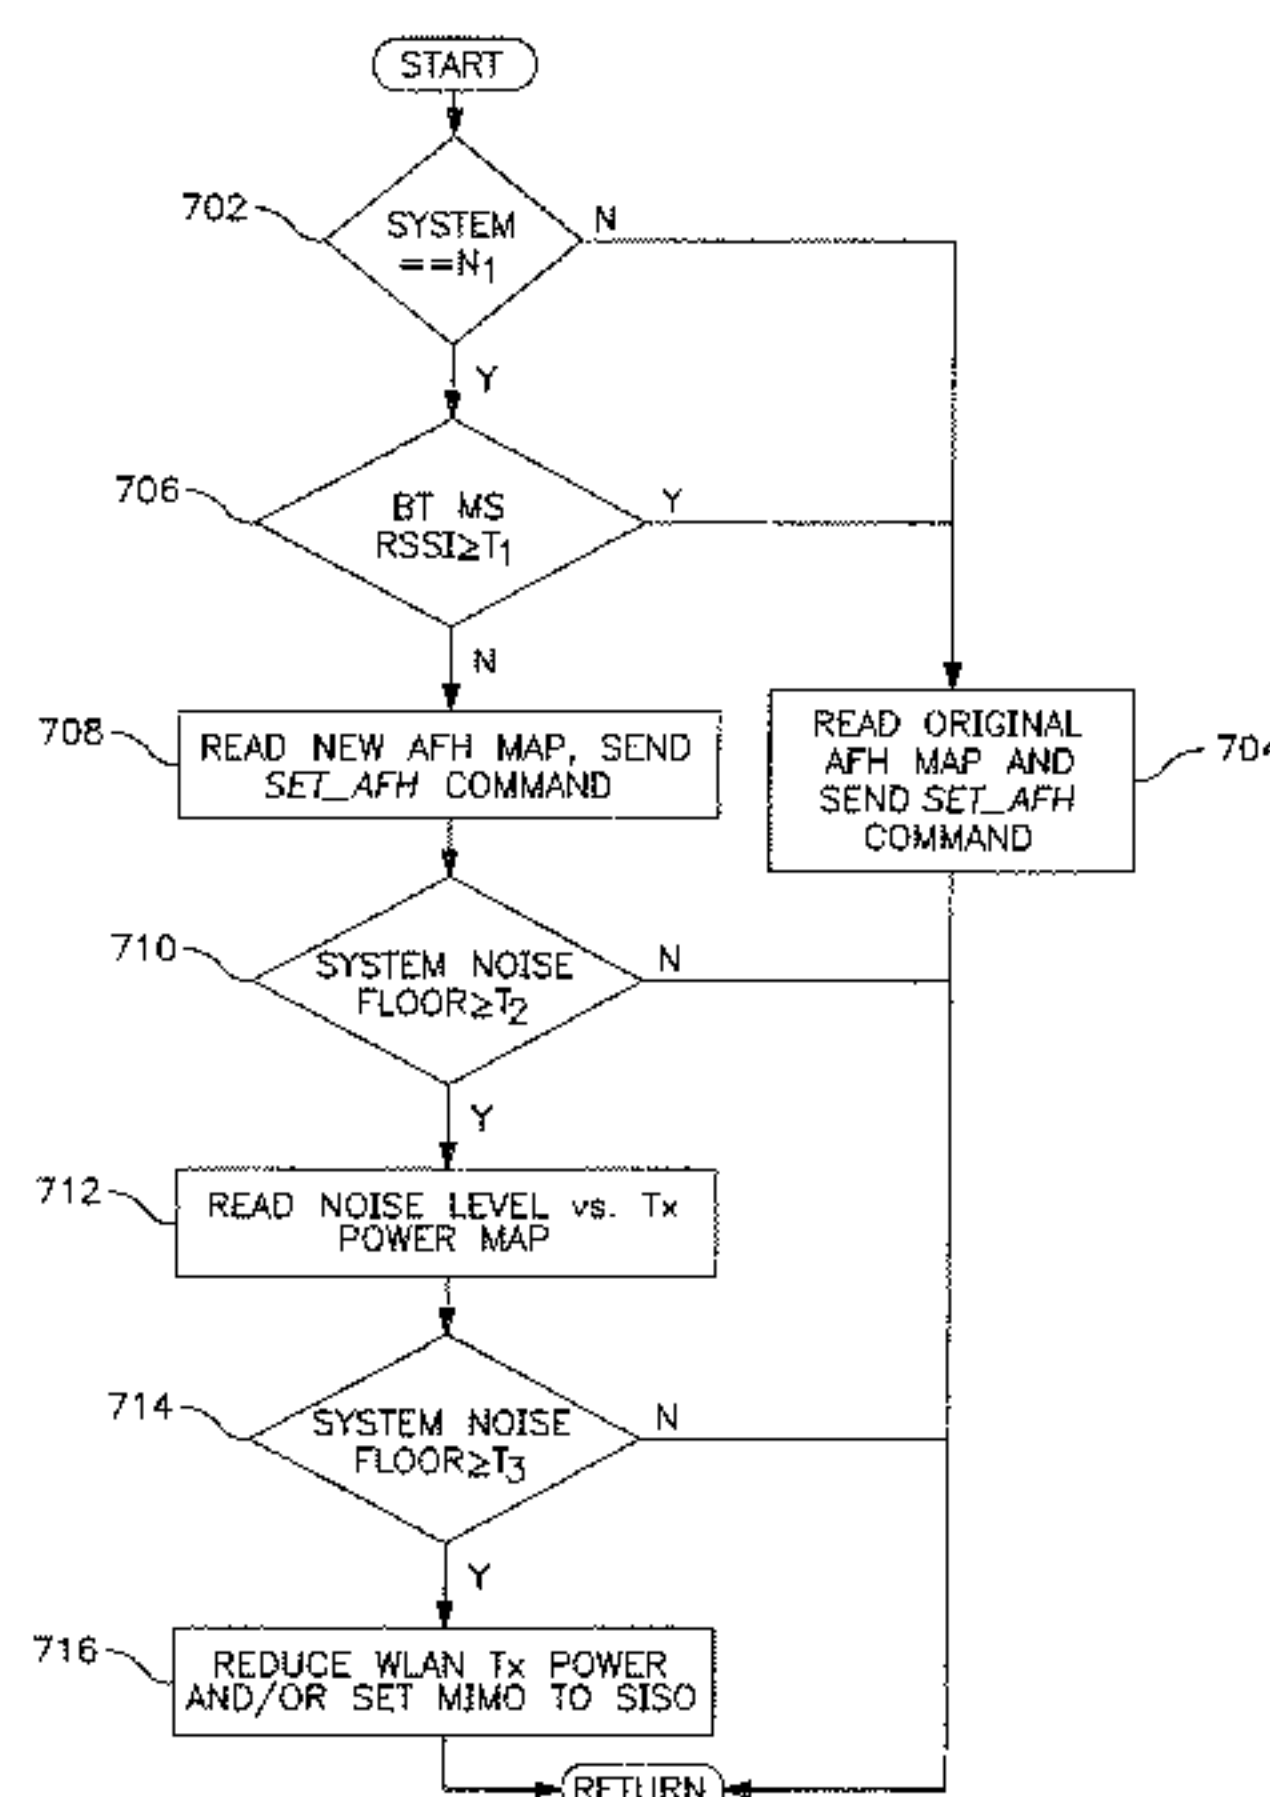 START
702
SYSTEM
==N1
N
Y
706
BT MS
RSSI≥T1
Y
N
708
READ NEW AFH MAP, SEND
SET_AFH COMMAND
READ ORIGINAL
AFH MAP AND
SEND SET_AFH
COMMAND
704
710
SYSTEM NOISE
FLOOR≥T2
N
Y
712
READ NOISE LEVEL vs. Tx
POWER MAP
714
SYSTEM NOISE
FLOOR≥T3
N
Y
716
REDUCE WLAN Tx POWER
AND/OR SET MIMO TO SISO
RETURN